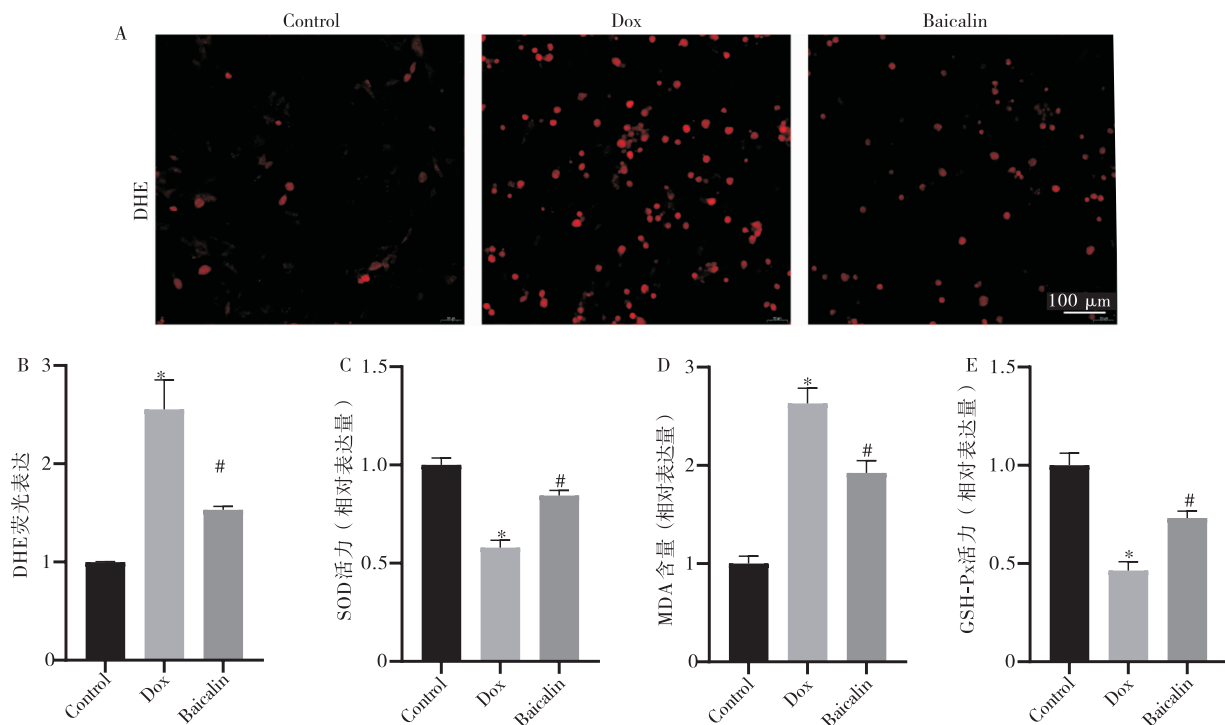 Control
Dox
Baicalin
A
DHE
100 μm
B
DHE荧光表达
3
2
1
0
*
#
Control
Dox
Baicalin
C
SOD活力（相对表达量）
1.5
1.0
0.5
0
*
#
Control
Dox
Baicalin
D
MDA含量（相对表达量）
3
2
1
0
*
#
Control
Dox
Baicalin
E
GSH-Px活力（相对表达量）
1.5
1.0
0.5
0
*
#
Control
Dox
Baicalin